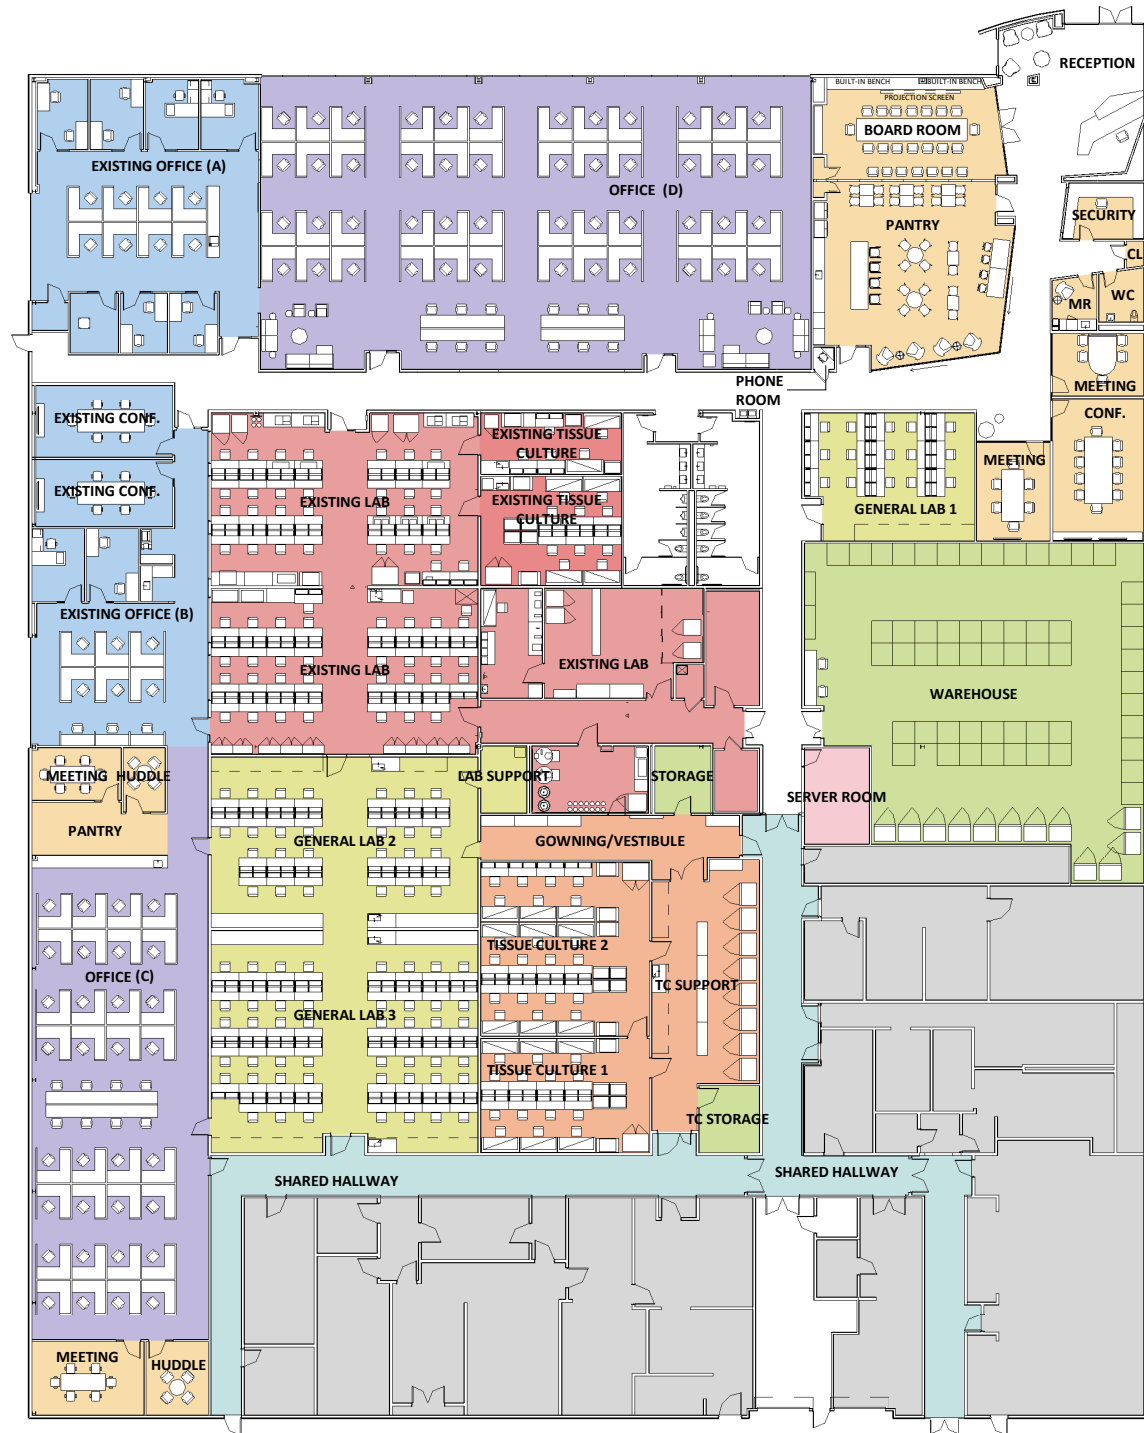 RECEPTION
BUILT-IN BENCH
BUILT-IN BENCH
PROJECTION SCREEN
BOARD ROOM
EXISTING OFFICE (A)
OFFICE (D)
SECURITY
PANTRY
CL
MR
WC
PHONE
ROOM
MEETING
EXISTING CONF.
EXISTING TISSUE
CULTURE
CONF.
MEETING
EXISTING CONF.
EXISTING LAB
EXISTING TISSUE
CULTURE
GENERAL LAB 1
EXISTING OFFICE (B)
EXISTING LAB
EXISTING LAB
WAREHOUSE
MEETING
HUDDLE
LAB SUPPORT
STORAGE
SERVER ROOM
PANTRY
GENERAL LAB 2
GOWNING/VESTIBULE
TISSUE CULTURE 2
OFFICE (C)
TC SUPPORT
GENERAL LAB 3
TISSUE CULTURE 1
TC STORAGE
SHARED HALLWAY
SHARED HALLWAY
MEETING
HUDDLE